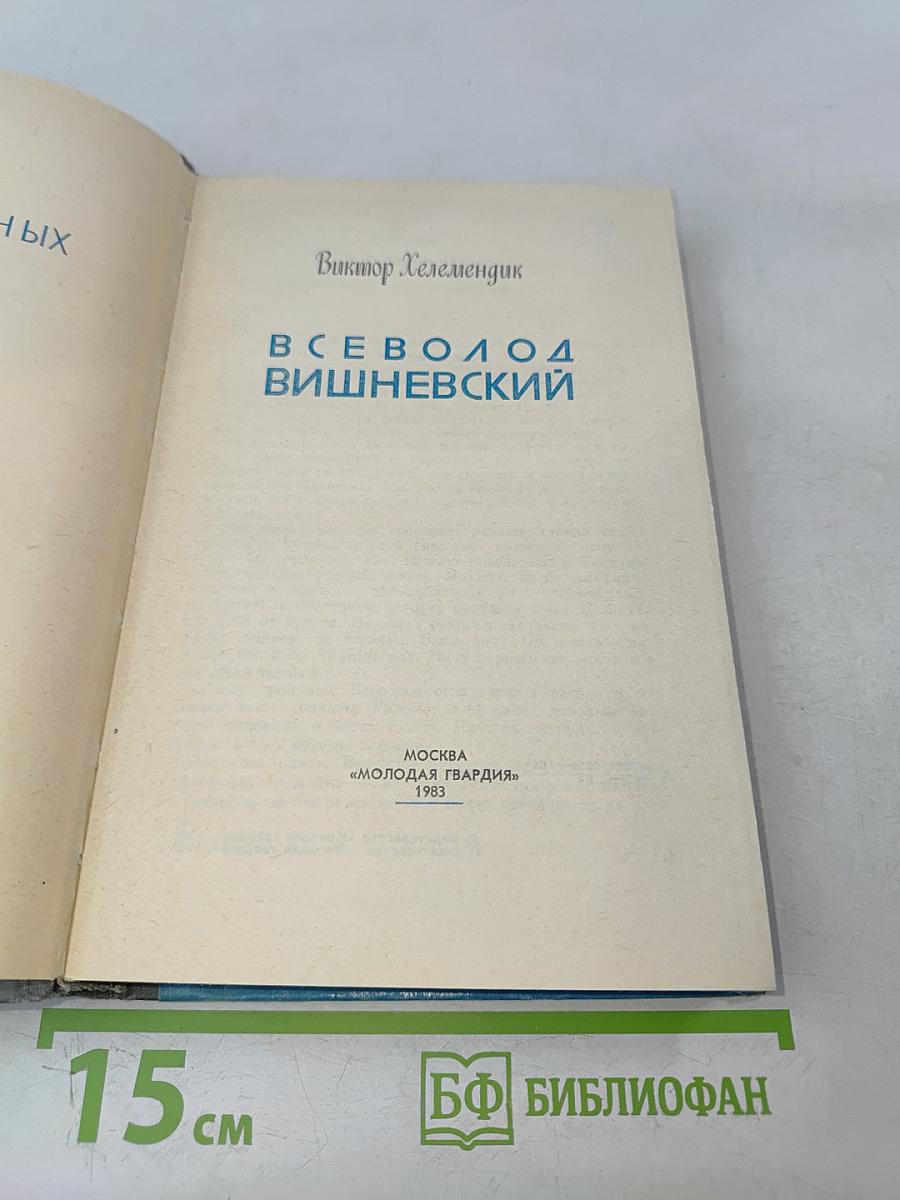 НЫХ
Виктор Хелемендик
ВСЕВОЛОД
ВИШНЕВСКИЙ
МОСКВА
«МОЛОДАЯ ГВАРДИЯ»
1983
15 см
БФ БИБЛИОФАН